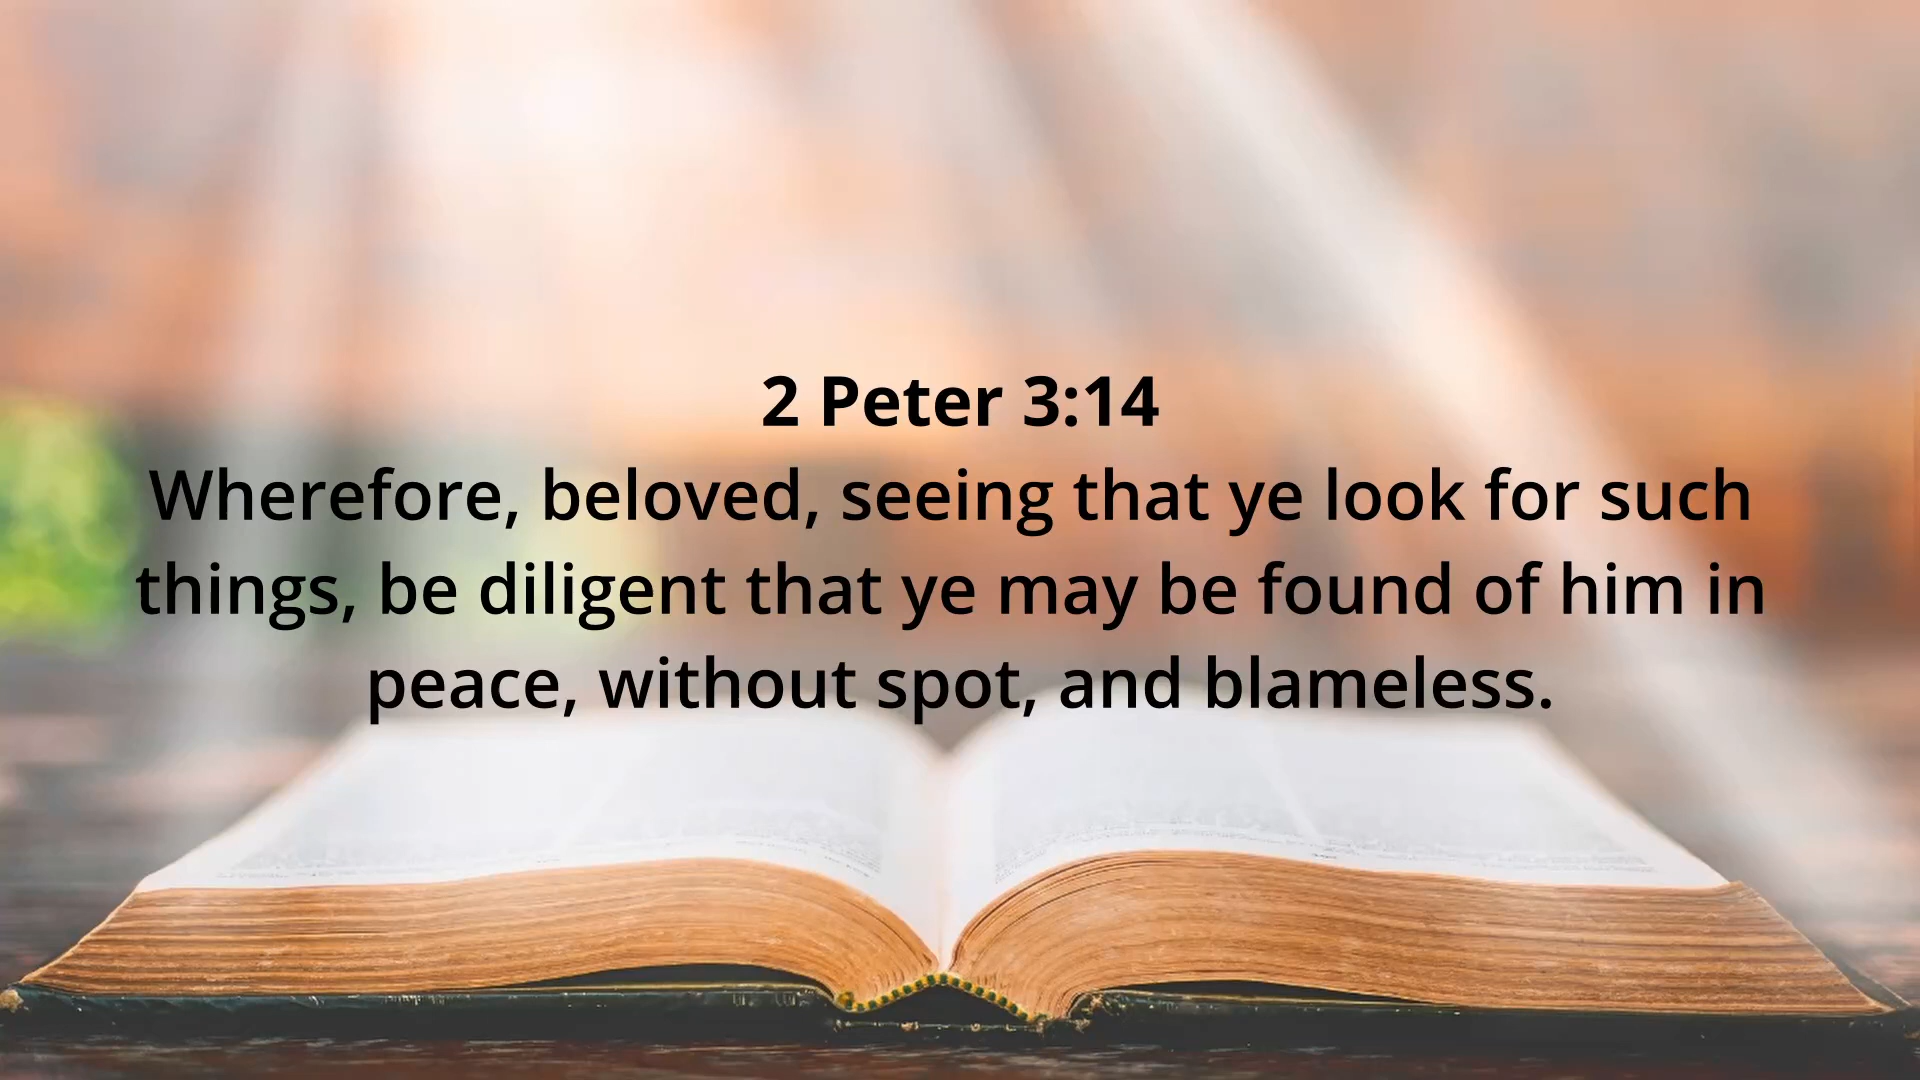 2 Peter 3:14
Wherefore, beloved, seeing that ye look for such
things, be diligent that ye may be found of him in
peace, without spot, and blameless.